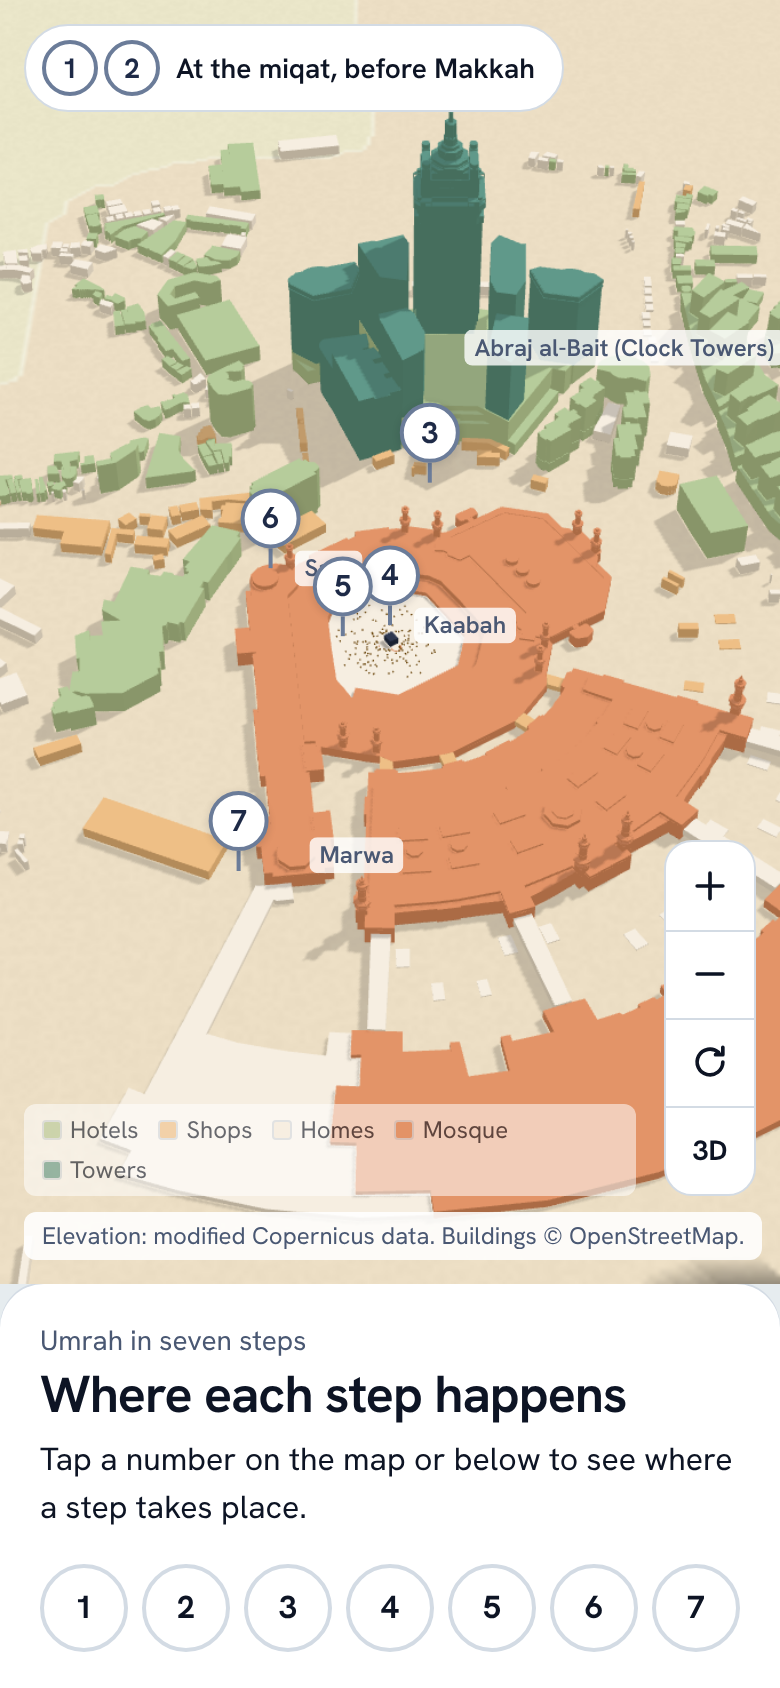 1 2 At the miqat, before Makkah
Abraj al-Bait (Clock Towers)
3
6
5 4
Kaabah
7
Marwa
3D
Hotels Shops Homes Mosque
Towers
Elevation: modified Copernicus data. Buildings © OpenStreetMap.
Umrah in seven steps
Where each step happens
Tap a number on the map or below to see where
a step takes place.
1 2 3 4 5 6 7